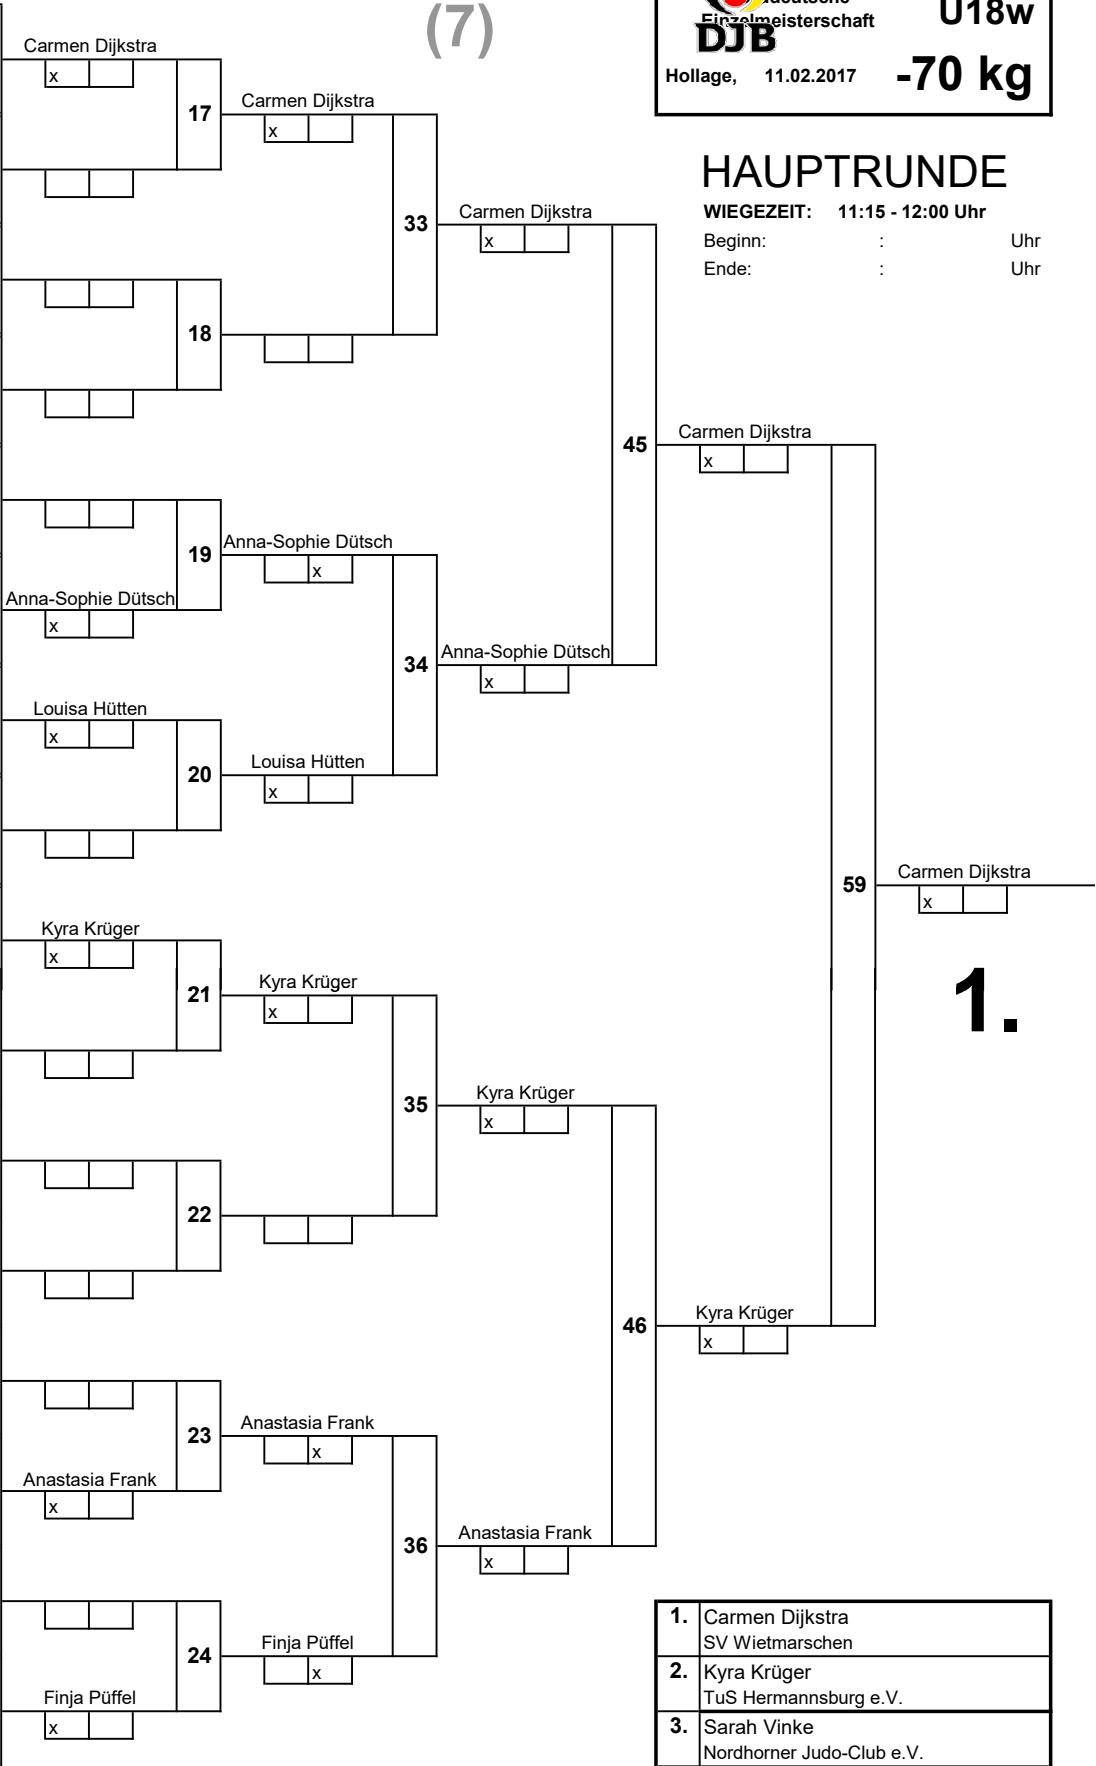 (7)
Einzelmeisterschaft
U18w
DJB
Hollage, 11.02.2017
-70 kg
HAUPTRUNDE
WIEGEZEIT: 11:15 - 12:00 Uhr
Beginn: : Uhr
Ende: : Uhr
Carmen Dijkstra
x
17
Carmen Dijkstra
x
33
Carmen Dijkstra
x
18
45
Carmen Dijkstra
x
19
Anna-Sophie Dütsch
x
Anna-Sophie Dütsch
x
34
Anna-Sophie Dütsch
x
Louisa Hütten
x
20
Louisa Hütten
x
59
Carmen Dijkstra
x
1.
Kyra Krüger
x
21
Kyra Krüger
x
35
Kyra Krüger
x
22
46
Kyra Krüger
x
23
Anastasia Frank
x
Anastasia Frank
x
36
Anastasia Frank
x
24
Finja Püffel
x
Finja Püffel
x
1. Carmen Dijkstra
SV Wietmarschen
2. Kyra Krüger
TuS Hermannsburg e.V.
3. Sarah Vinke
Nordhorner Judo-Club e.V.